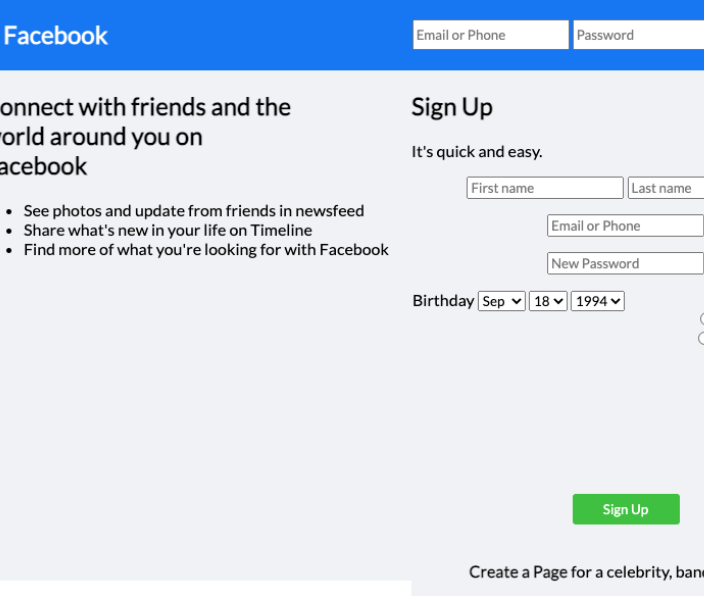 Facebook
Email or Phone
Password
onnect with friends and the
orld around you on
acebook
See photos and update from friends in newsfeed
Share what's new in your life on Timeline
Find more of what you're looking for with Facebook
Sign Up
It's quick and easy.
First name
Last name
Email or Phone
New Password
Birthday Sep 18 1994
Sign Up
Create a Page for a celebrity, ban